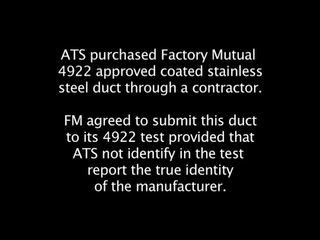 ATS purchased Factory Mutual
4922 approved coated stainless
steel duct through a contractor.
FM agreed to submit this duct
to its 4922 test provided that
ATS not identify in the test
report the true identity
of the manufacturer.